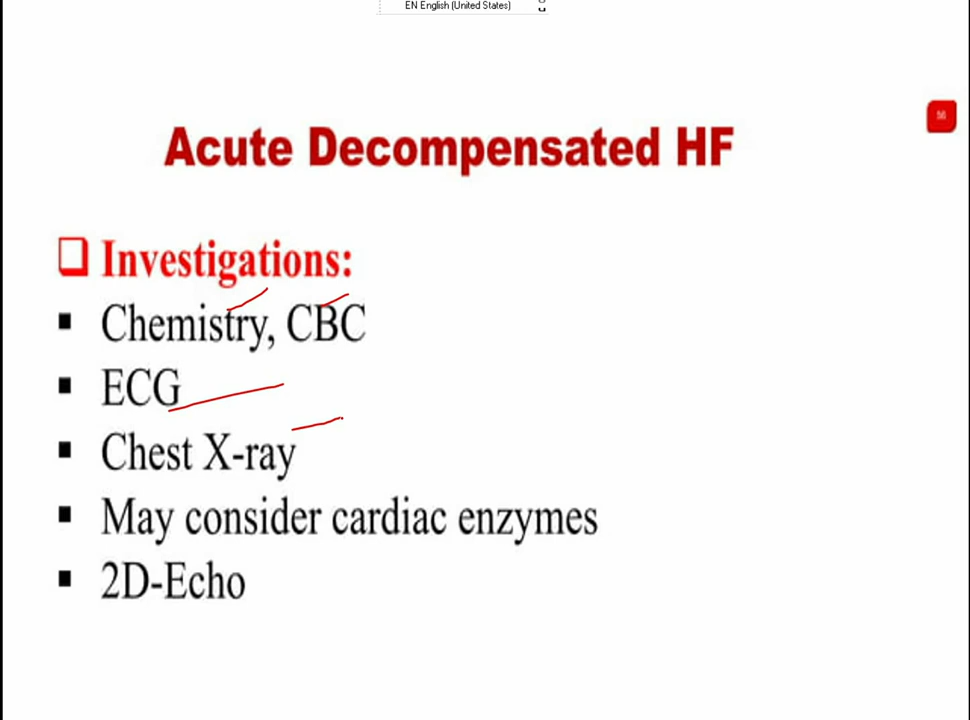 EN English (United States)
56
Acute Decompensated HF
Investigations:
Chemistry, CBC
ECG
Chest X-ray
May consider cardiac enzymes
2D-Echo